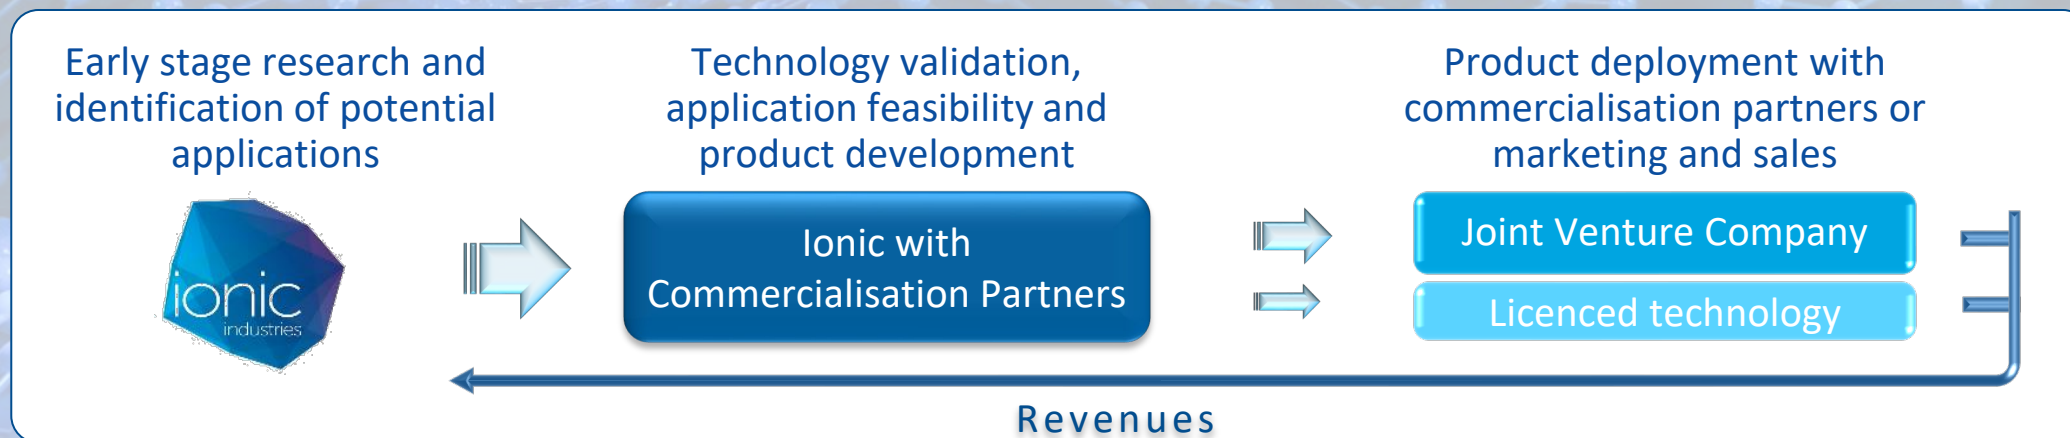 Early stage research and
identification of potential
applications
Technology validation,
application feasibility and
product development
Product deployment with
commercialisation partners or
marketing and sales
ionic
industries
Ionic with
Commercialisation Partners
Joint Venture Company
Licenced technology
Revenues